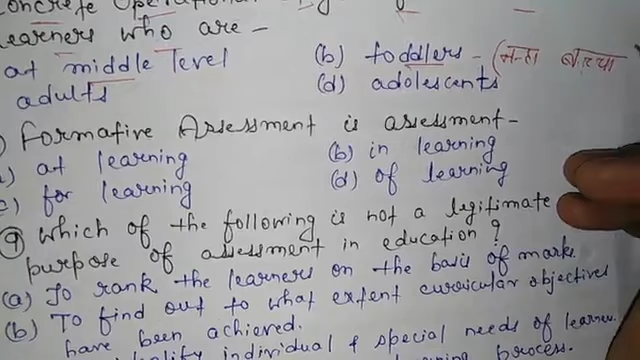 Concrete Operational
learners who are -
at middle level (b) toddlers - (नन्हा बच्चा
adults (d) adolescents
Formative Assessment is assessment-
at learning (b) in learning
c) for learning (d) of learning
9) Which of the following is not a legitimate
purpose of assessment in education ?
(a) To rank the learners on the basis of marks
(b) To find out to what extent curricular objectives
have been achieved.
individual & special needs of learner
process.